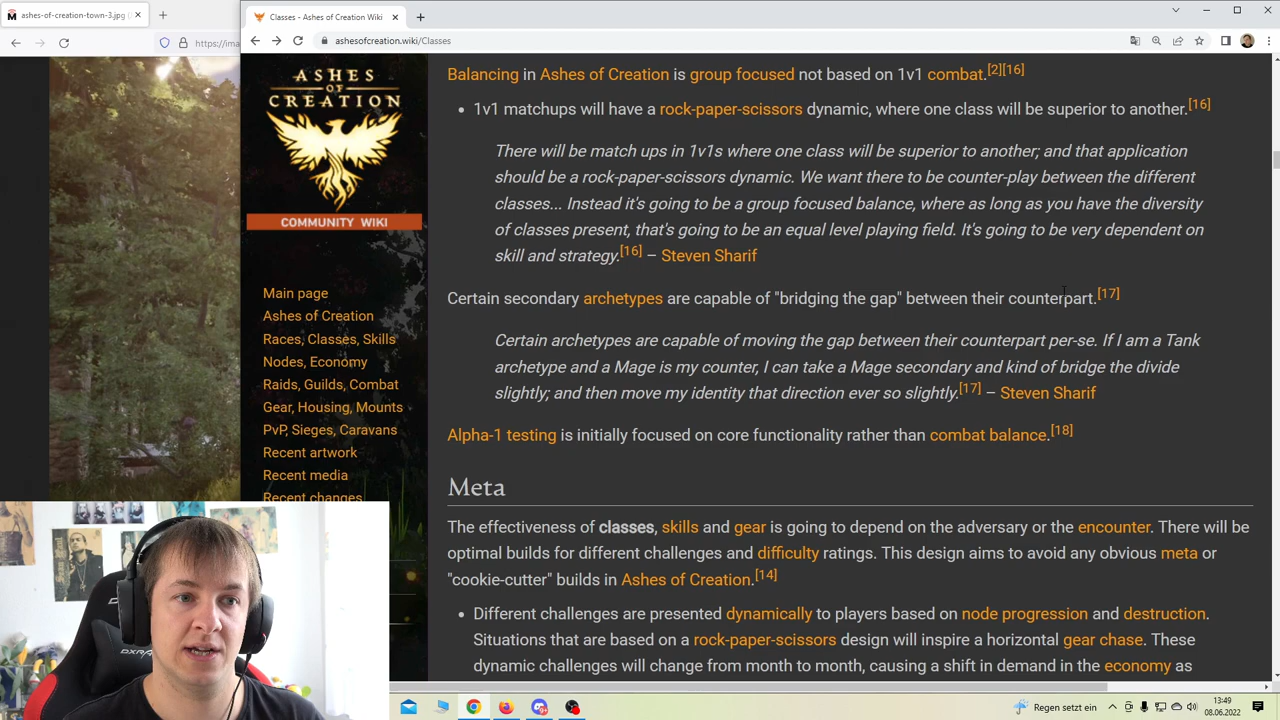 ashes-of-creation-town-3.jpg (
Classes - Ashes of Creation Wiki
https://ima
ashesofcreation.wiki/Classes
ASHES
OF
CREATION
COMMUNITY WIKI
Main page
Ashes of Creation
Races, Classes, Skills
Nodes, Economy
Raids, Guilds, Combat
Gear, Housing, Mounts
PvP, Sieges, Caravans
Recent artwork
Recent media
Recent changes
Balancing in Ashes of Creation is group focused not based on 1v1 combat.[2][16]
• 1v1 matchups will have a rock-paper-scissors dynamic, where one class will be superior to another.[16]
There will be match ups in 1v1s where one class will be superior to another; and that application
should be a rock-paper-scissors dynamic. We want there to be counter-play between the different
classes... Instead it's going to be a group focused balance, where as long as you have the diversity
of classes present, that's going to be an equal level playing field. It's going to be very dependent on
skill and strategy.[16] – Steven Sharif
Certain secondary archetypes are capable of "bridging the gap" between their counterpart.[17]
Certain archetypes are capable of moving the gap between their counterpart per-se. If I am a Tank
archetype and a Mage is my counter, I can take a Mage secondary and kind of bridge the divide
slightly; and then move my identity that direction ever so slightly.[17] – Steven Sharif
Alpha-1 testing is initially focused on core functionality rather than combat balance.[18]
Meta
The effectiveness of classes, skills and gear is going to depend on the adversary or the encounter. There will be
optimal builds for different challenges and difficulty ratings. This design aims to avoid any obvious meta or
"cookie-cutter" builds in Ashes of Creation.[14]
• Different challenges are presented dynamically to players based on node progression and destruction.
Situations that are based on a rock-paper-scissors design will inspire a horizontal gear chase. These
dynamic challenges will change from month to month, causing a shift in demand in the economy as
Regen setzt ein
13:49
08.06.2022